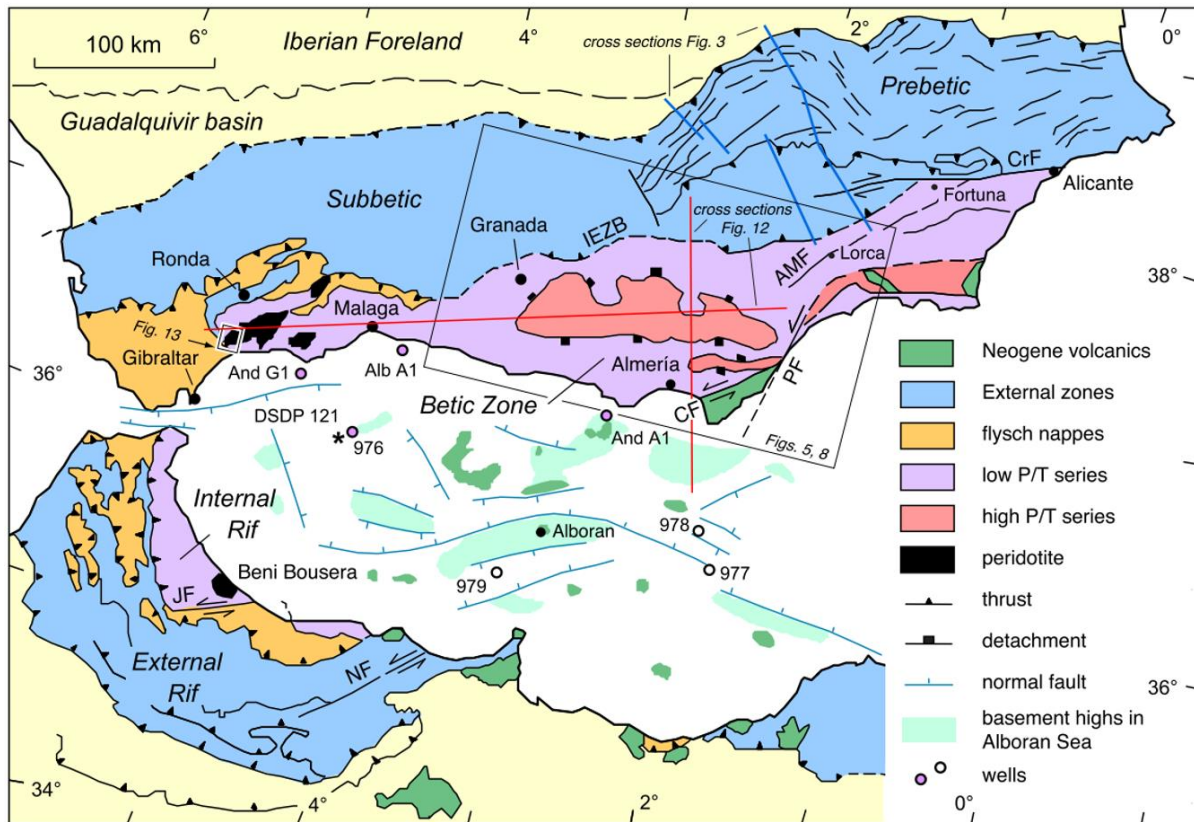 6°
4°
2°
0°
100 km
Iberian Foreland
cross sections Fig. 3
Prebetic
Guadalquivir basin
CrF
Alicante
Subbetic
Fortuna
Granada
IEZB
cross sections
Fig. 12
AMF
Lorca
Ronda
38°
Malaga
Fig. 13
Gibraltar
Almería
PF
36°
And G1
Alb A1
CF
Betic Zone
DSDP 121
976
*
And A1
Figs. 5, 8
Internal
Rif
978
Alboran
Beni Bousera
979
977
JF
External
Rif
NF
34°
4°
2°
0°
36°
Neogene volcanics
External zones
flysch nappes
low P/T series
high P/T series
peridotite
thrust
detachment
normal fault
basement highs in
Alboran Sea
wells